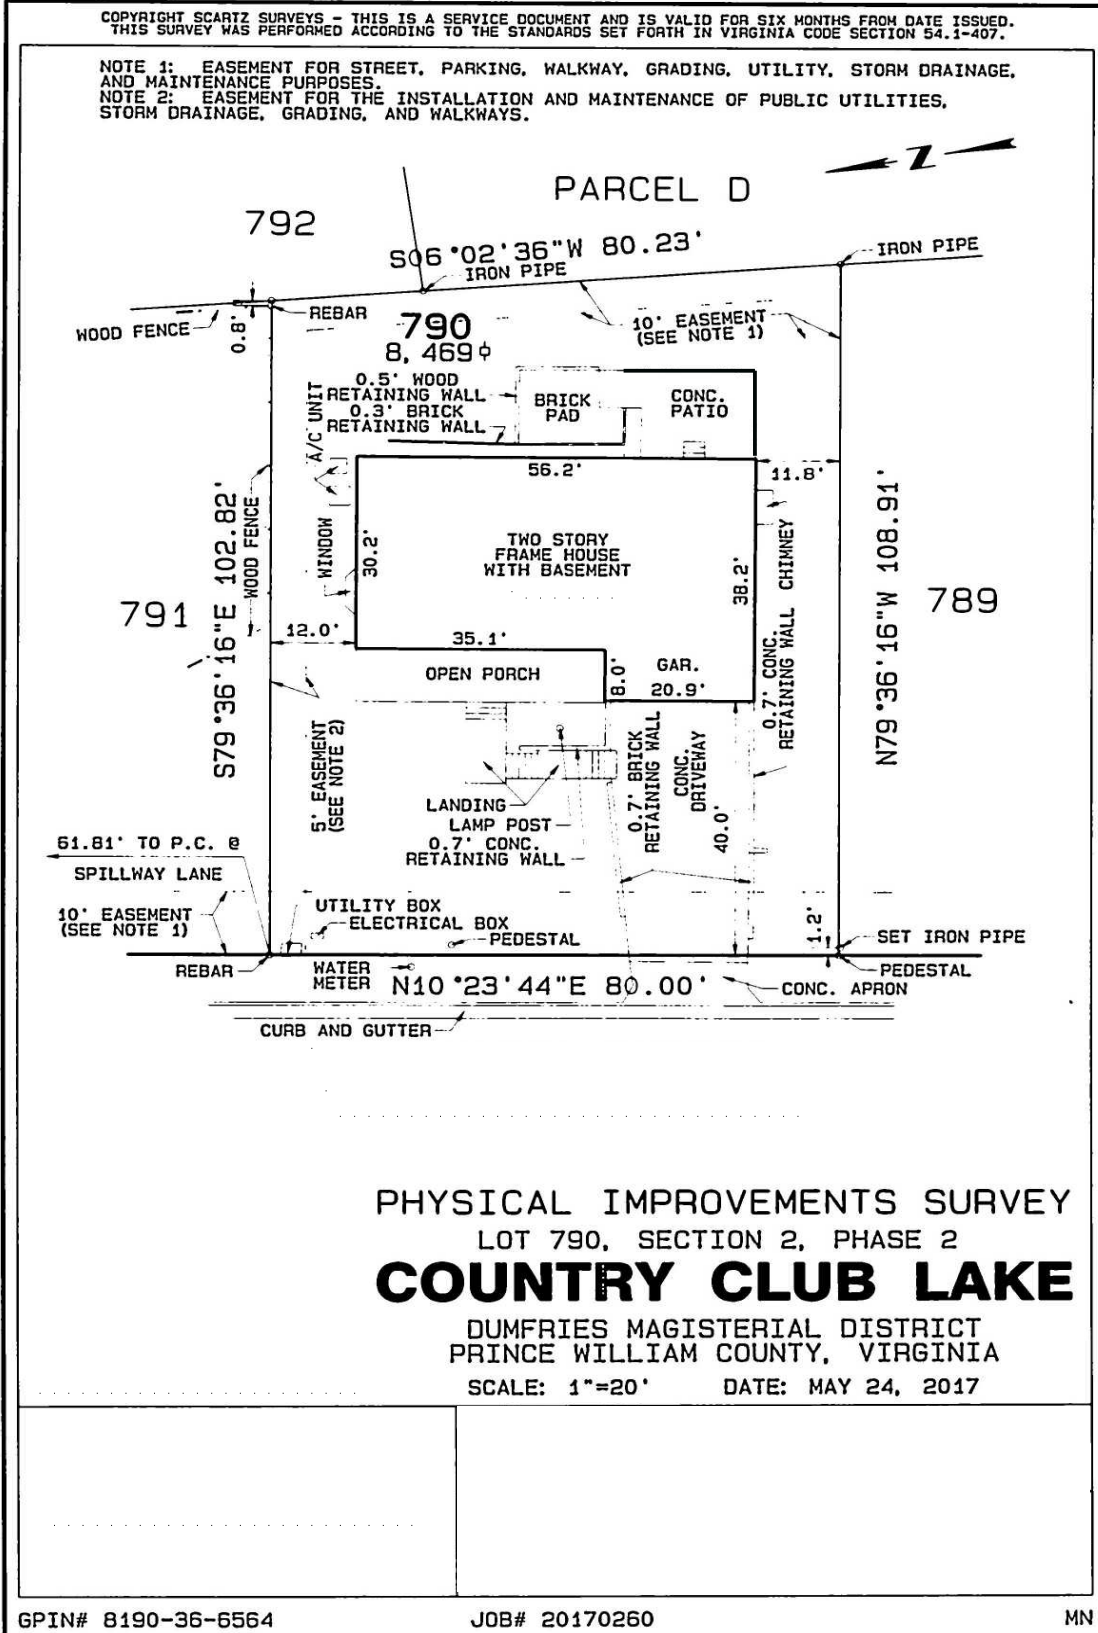 COPYRIGHT SCARTZ SURVEYS - THIS IS A SERVICE DOCUMENT AND IS VALID FOR SIX MONTHS FROM DATE ISSUED.
THIS SURVEY WAS PERFORMED ACCORDING TO THE STANDARDS SET FORTH IN VIRGINIA CODE SECTION 54.1-407.
NOTE 1: EASEMENT FOR STREET, PARKING, WALKWAY, GRADING, UTILITY, STORM DRAINAGE,
AND MAINTENANCE PURPOSES.
NOTE 2: EASEMENT FOR THE INSTALLATION AND MAINTENANCE OF PUBLIC UTILITIES,
STORM DRAINAGE, GRADING, AND WALKWAYS.
N
PARCEL D
792
S06°02'36"W 80.23'
IRON PIPE
IRON PIPE
WOOD FENCE
0.8'
REBAR
790
8,469⌽
10' EASEMENT
(SEE NOTE 1)
0.5' WOOD
RETAINING WALL
0.3' BRICK
RETAINING WALL
BRICK
PAD
CONC.
PATIO
A/C UNIT
56.2'
11.8'
S79°36'16"E 102.82'
WOOD FENCE
WINDOW
30.2'
TWO STORY
FRAME HOUSE
WITH BASEMENT
38.2'
CHIMNEY
N79°36'16"W 108.91'
791
789
12.0'
35.1'
OPEN PORCH
8.0'
GAR.
20.9'
0.7' CONC.
RETAINING WALL
5' EASEMENT
(SEE NOTE 2)
LANDING
LAMP POST
0.7' CONC.
RETAINING WALL
0.7' BRICK
RETAINING WALL
CONC.
DRIVEWAY
40.0'
61.81' TO P.C. @
SPILLWAY LANE
10' EASEMENT
(SEE NOTE 1)
UTILITY BOX
ELECTRICAL BOX
PEDESTAL
1.2'
SET IRON PIPE
REBAR
WATER
METER
N10°23'44"E 80.00'
PEDESTAL
CONC. APRON
CURB AND GUTTER
PHYSICAL IMPROVEMENTS SURVEY
LOT 790, SECTION 2, PHASE 2
COUNTRY CLUB LAKE
DUMFRIES MAGISTERIAL DISTRICT
PRINCE WILLIAM COUNTY, VIRGINIA
SCALE: 1"=20' DATE: MAY 24, 2017
GPIN# 8190-36-6564 JOB# 20170260 MN